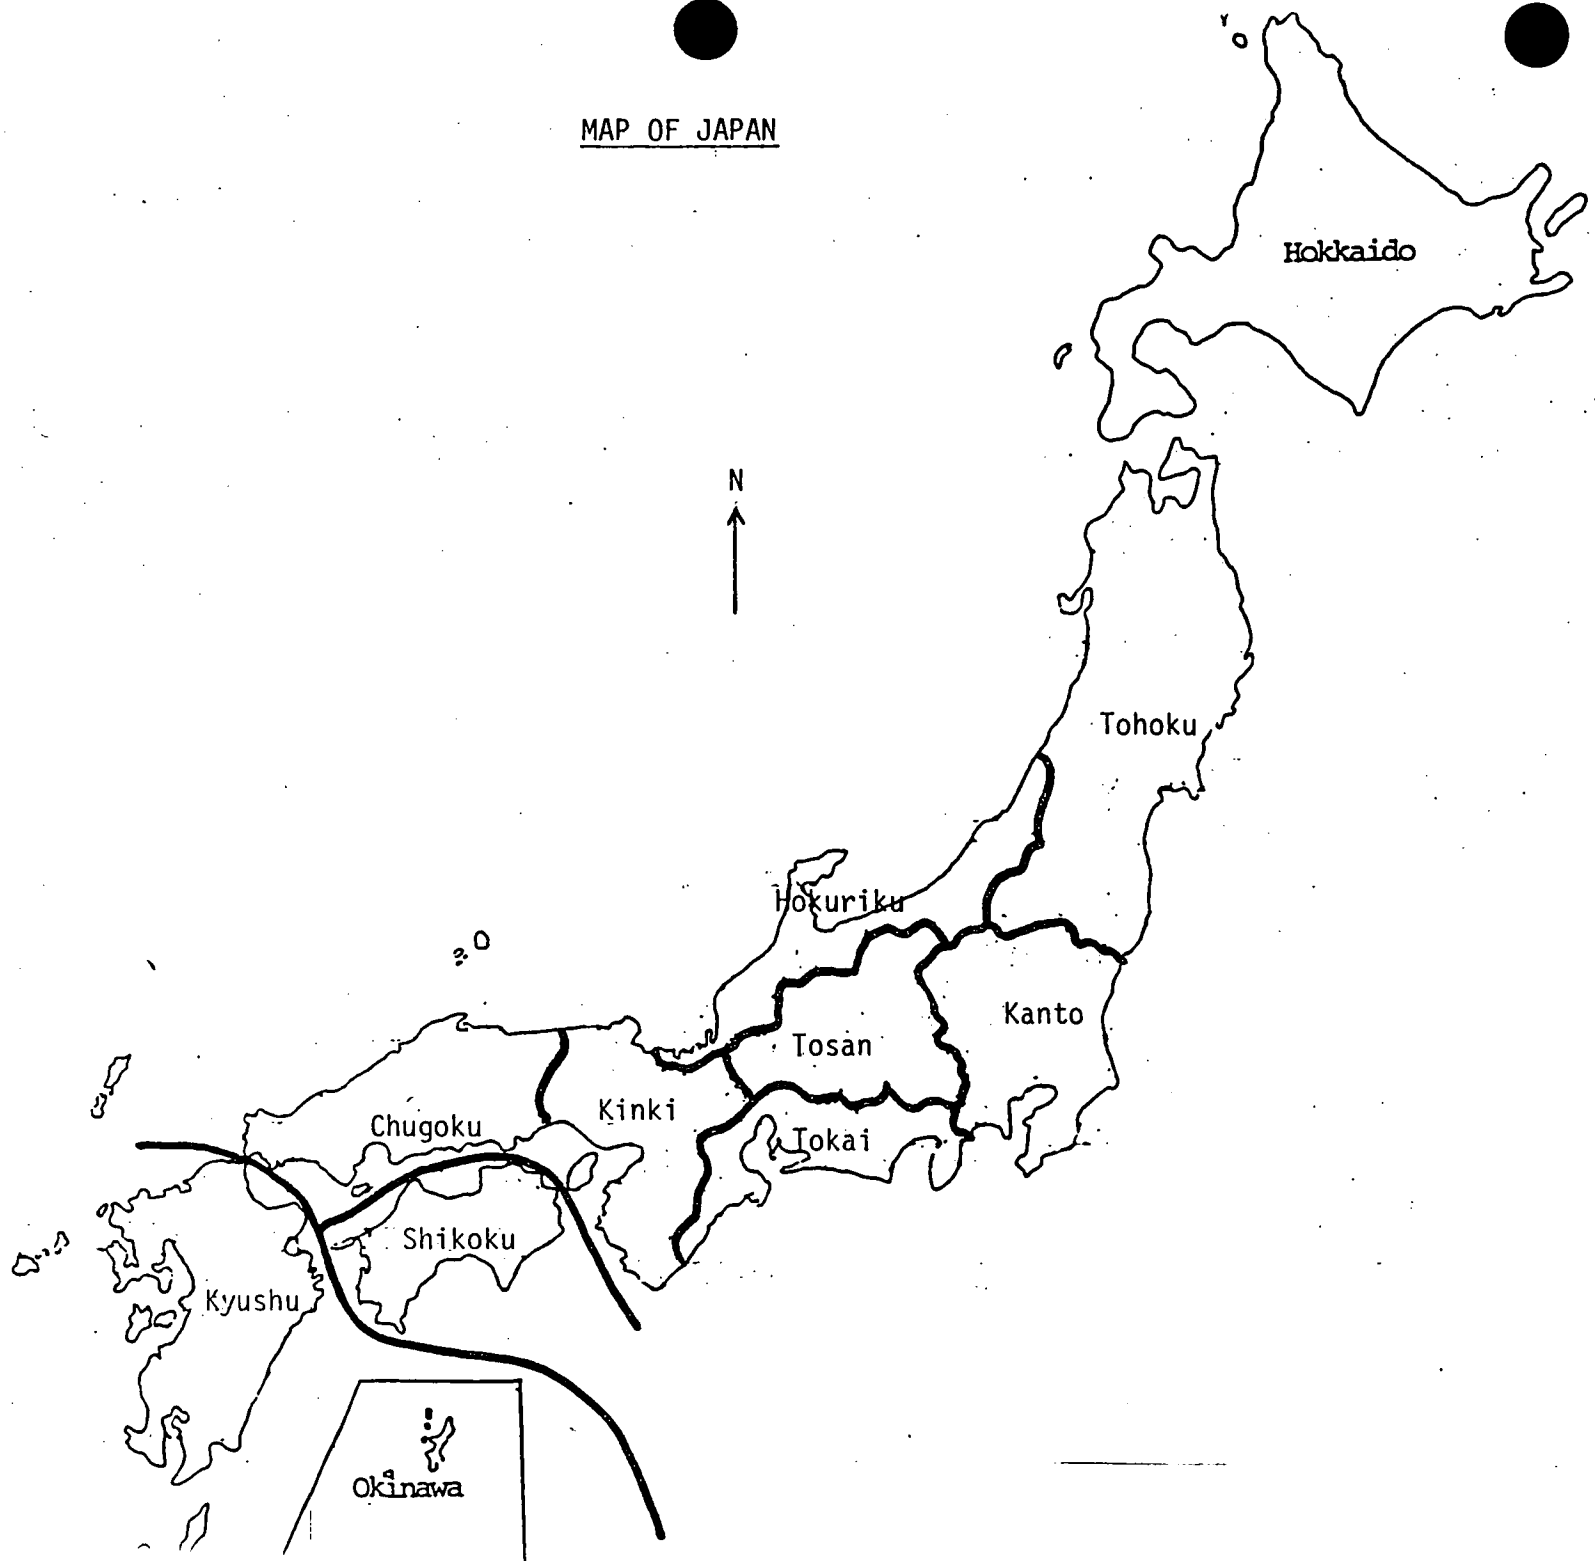 MAP OF JAPAN
Hokkaido
N
Tohoku
Hokuriku
Kanto
Tosan
Kinki
Chugoku
Tokai
Shikoku
Kyushu
Okinawa